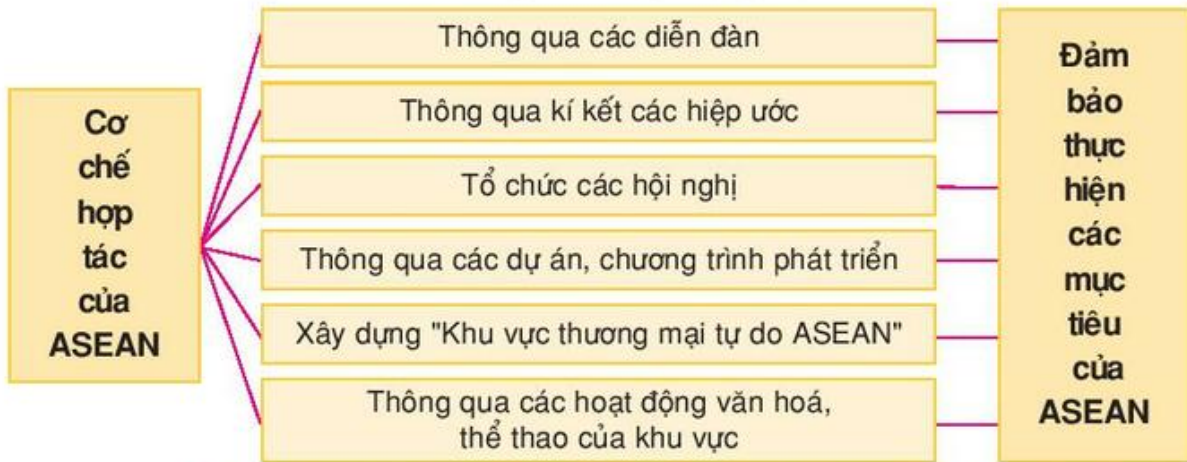 Cơ
chế
hợp
tác
của
ASEAN
Thông qua các diễn đàn
Thông qua kí kết các hiệp ước
Tổ chức các hội nghị
Thông qua các dự án, chương trình phát triển
Xây dựng "Khu vực thương mại tự do ASEAN"
Thông qua các hoạt động văn hoá,
thể thao của khu vực
Đảm
bảo
thực
hiện
các
mục
tiêu
của
ASEAN